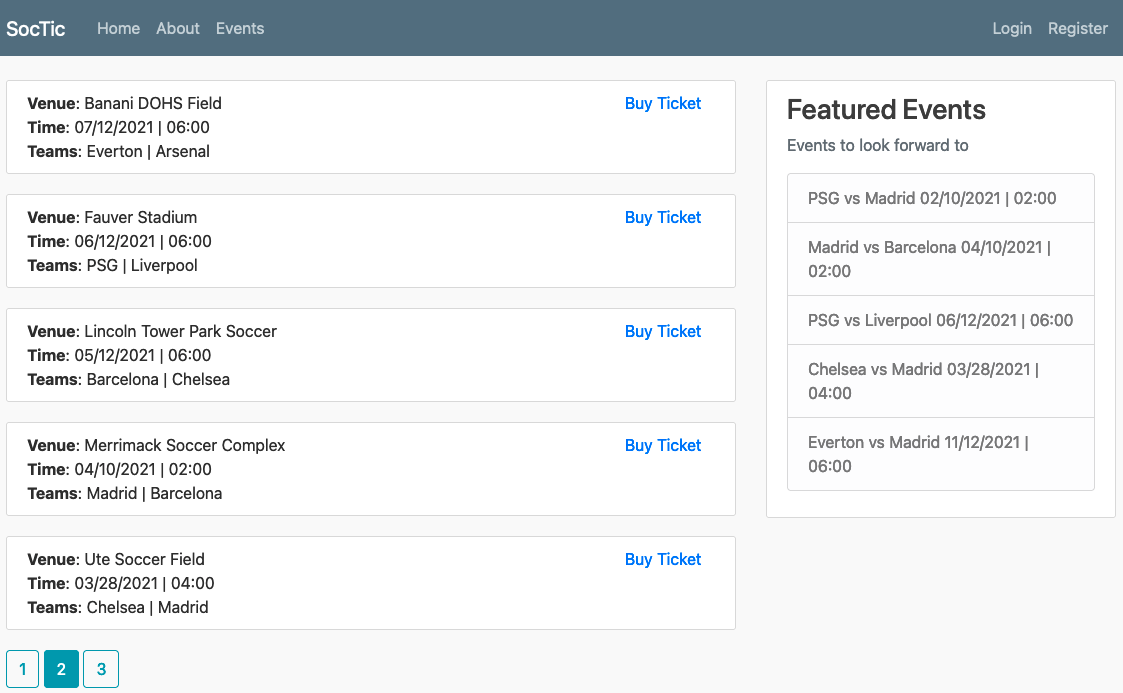 SocTic Home About Events Login Register
Venue: Banani DOHS Field Buy Ticket
Time: 07/12/2021 | 06:00
Teams: Everton | Arsenal
Venue: Fauver Stadium Buy Ticket
Time: 06/12/2021 | 06:00
Teams: PSG | Liverpool
Venue: Lincoln Tower Park Soccer Buy Ticket
Time: 05/12/2021 | 06:00
Teams: Barcelona | Chelsea
Venue: Merrimack Soccer Complex Buy Ticket
Time: 04/10/2021 | 02:00
Teams: Madrid | Barcelona
Venue: Ute Soccer Field Buy Ticket
Time: 03/28/2021 | 04:00
Teams: Chelsea | Madrid
1 2 3
Featured Events
Events to look forward to
PSG vs Madrid 02/10/2021 | 02:00
Madrid vs Barcelona 04/10/2021 |
02:00
PSG vs Liverpool 06/12/2021 | 06:00
Chelsea vs Madrid 03/28/2021 |
04:00
Everton vs Madrid 11/12/2021 |
06:00